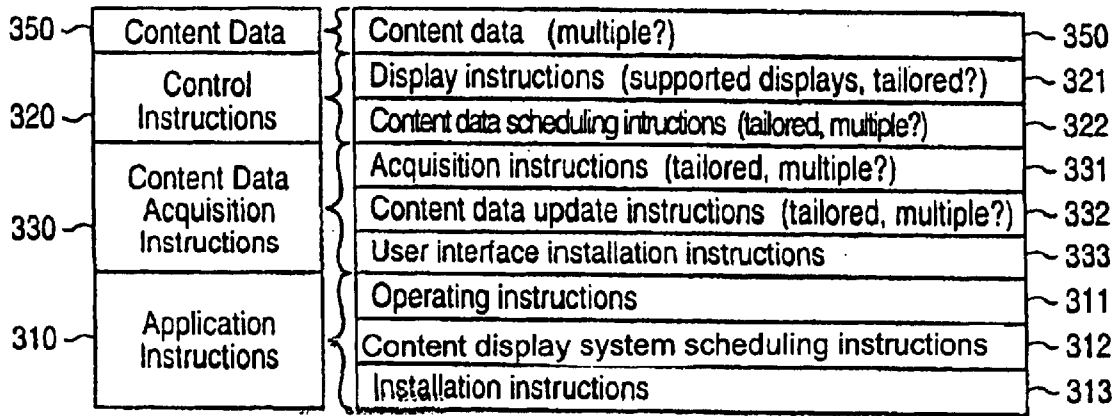 350 Content Data Content data (multiple?) 350
320 Control Instructions Display instructions (supported displays, tailored?) 321
Content data scheduling intructions (tailored, multiple?) 322
330 Content Data Acquisition Instructions Acquisition instructions (tailored, multiple?) 331
Content data update instructions (tailored, multiple?) 332
User interface installation instructions 333
310 Application Instructions Operating instructions 311
Content display system scheduling instructions 312
Installation instructions 313